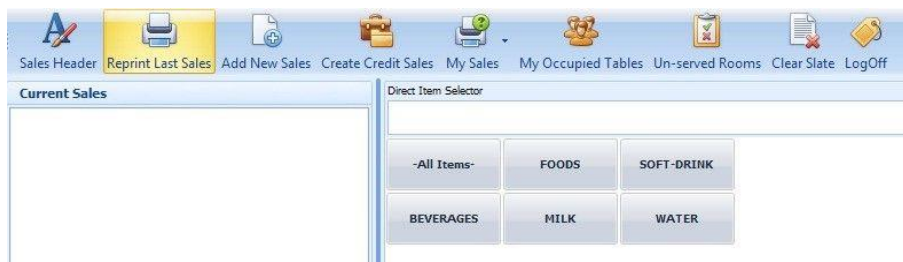 Sales Header Reprint Last Sales Add New Sales Create Credit Sales My Sales My Occupied Tables Un-served Rooms Clear Slate LogOff
Current Sales
Direct Item Selector
-All Items- FOODS SOFT-DRINK
BEVERAGES MILK WATER